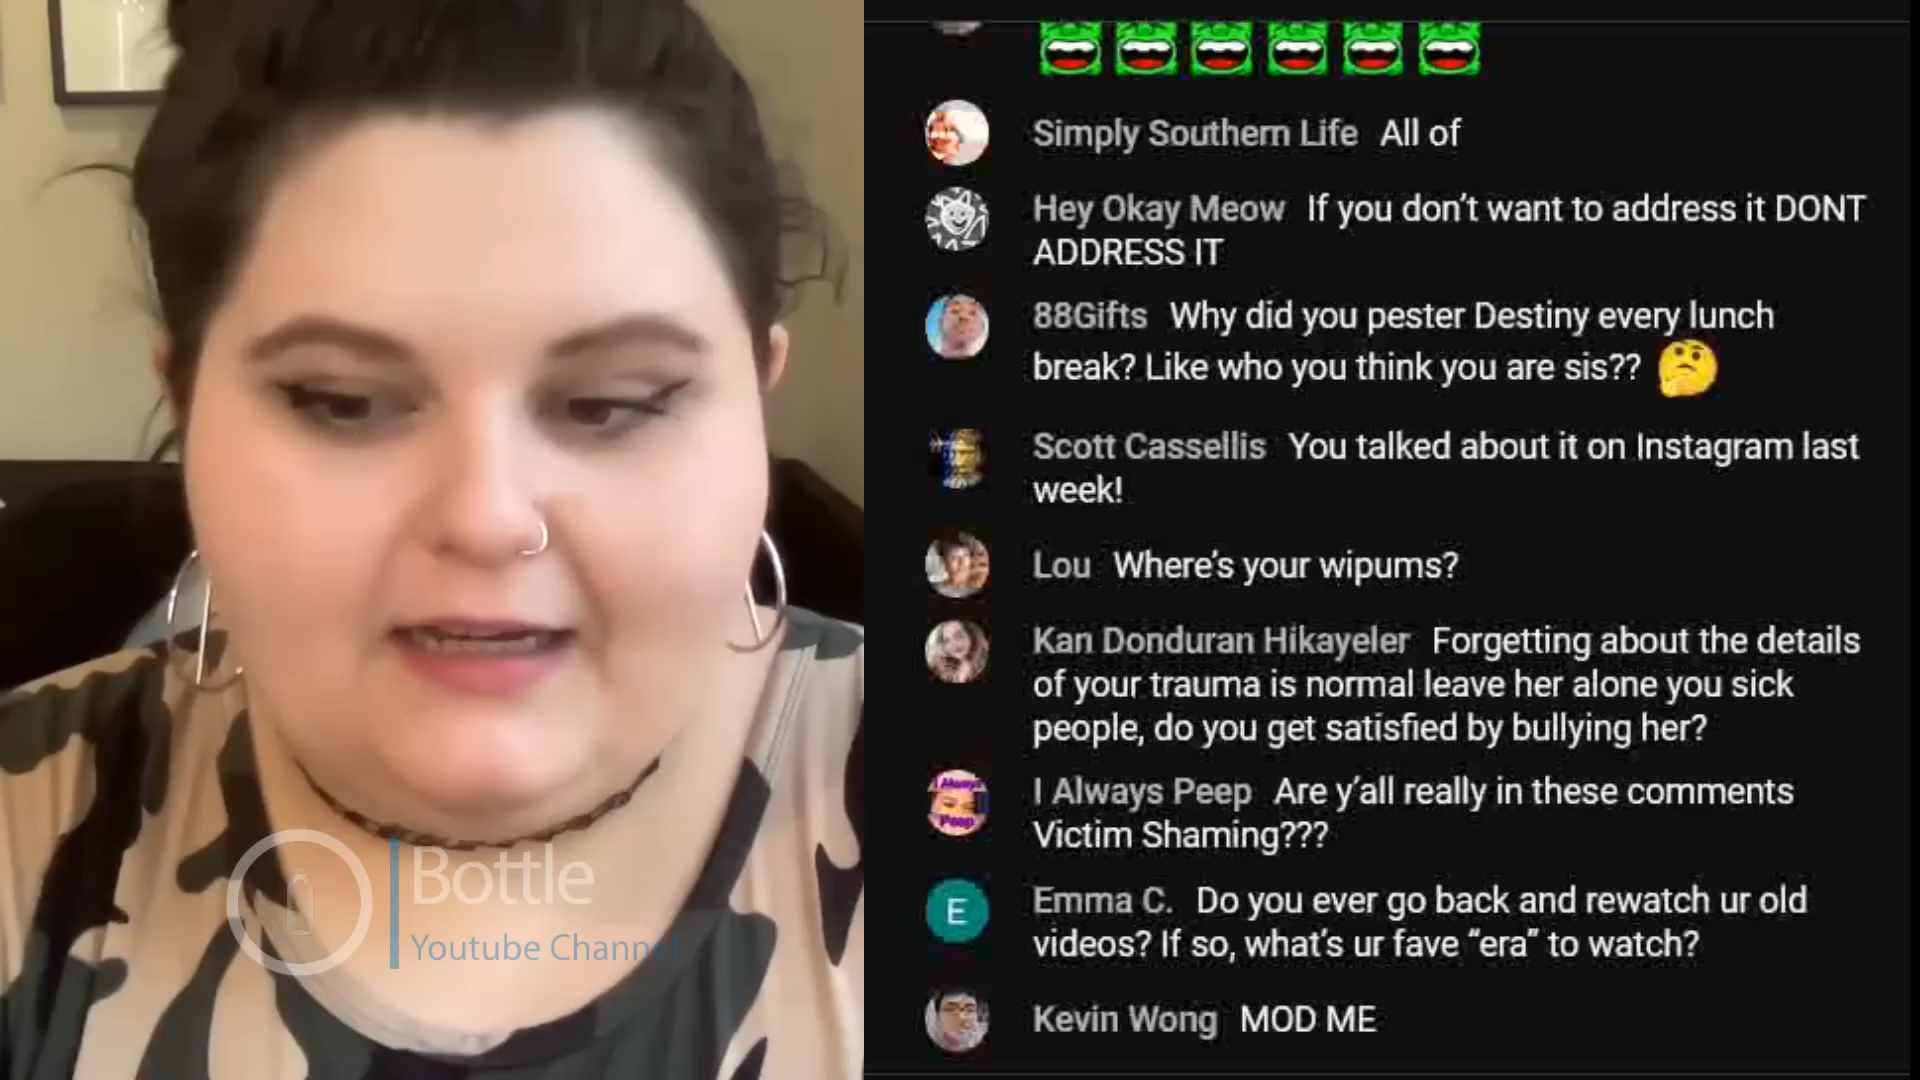 Simply Southern Life All of
Hey Okay Meow If you don't want to address it DONT
ADDRESS IT
88Gifts Why did you pester Destiny every lunch
break? Like who you think you are sis??
Scott Cassellis You talked about it on Instagram last
week!
Lou Where's your wipums?
Kan Donduran Hikayeler Forgetting about the details
of your trauma is normal leave her alone you sick
people, do you get satisfied by bullying her?
I Always Peep Are y'all really in these comments
Victim Shaming???
Always
Peep
E
Emma C. Do you ever go back and rewatch ur old
videos? If so, what's ur fave “era” to watch?
Kevin Wong MOD ME
Bottle
Youtube Channel